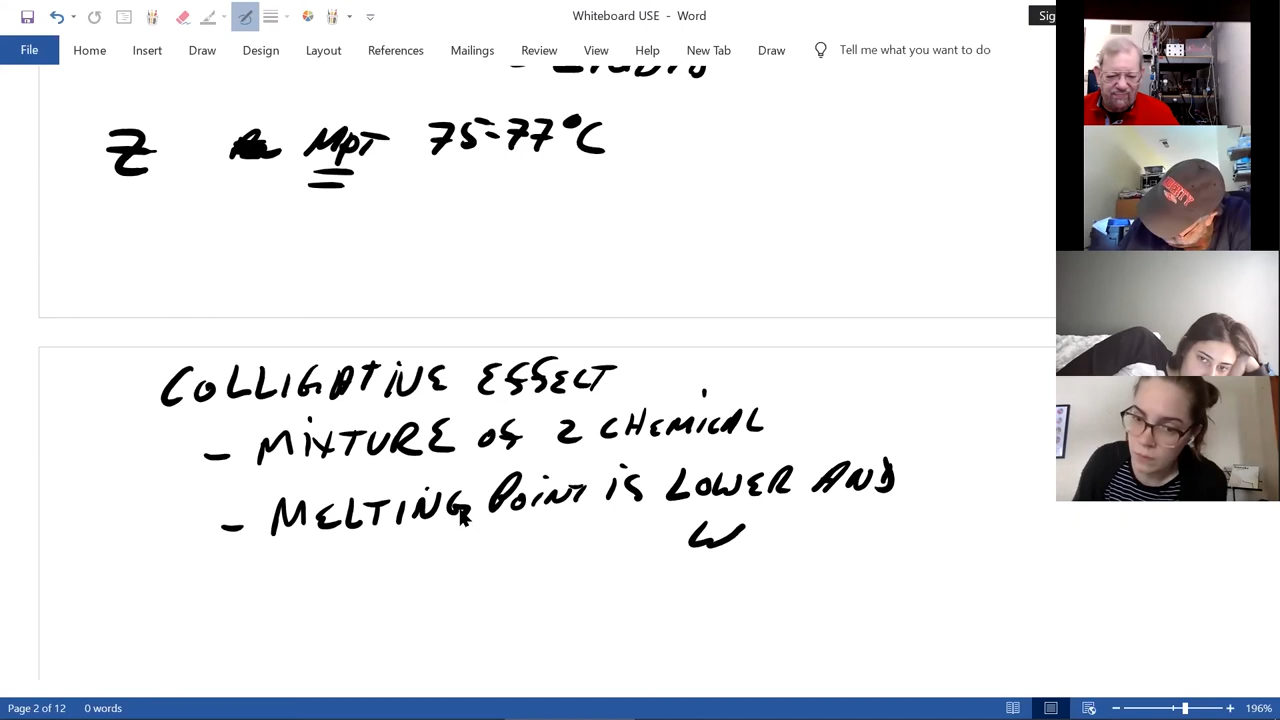 Whiteboard USE - Word
Sig
File Home Insert Draw Design Layout References Mailings Review View Help New Tab Draw Tell me what you want to do
Z MpT 75-77°C
LIBERTY
COLLIGATIVE EFFECT
- MIXTURE OF 2 CHEMICAL
- MELTING POINT IS LOWER AND
W
Page 2 of 12 0 words 196%